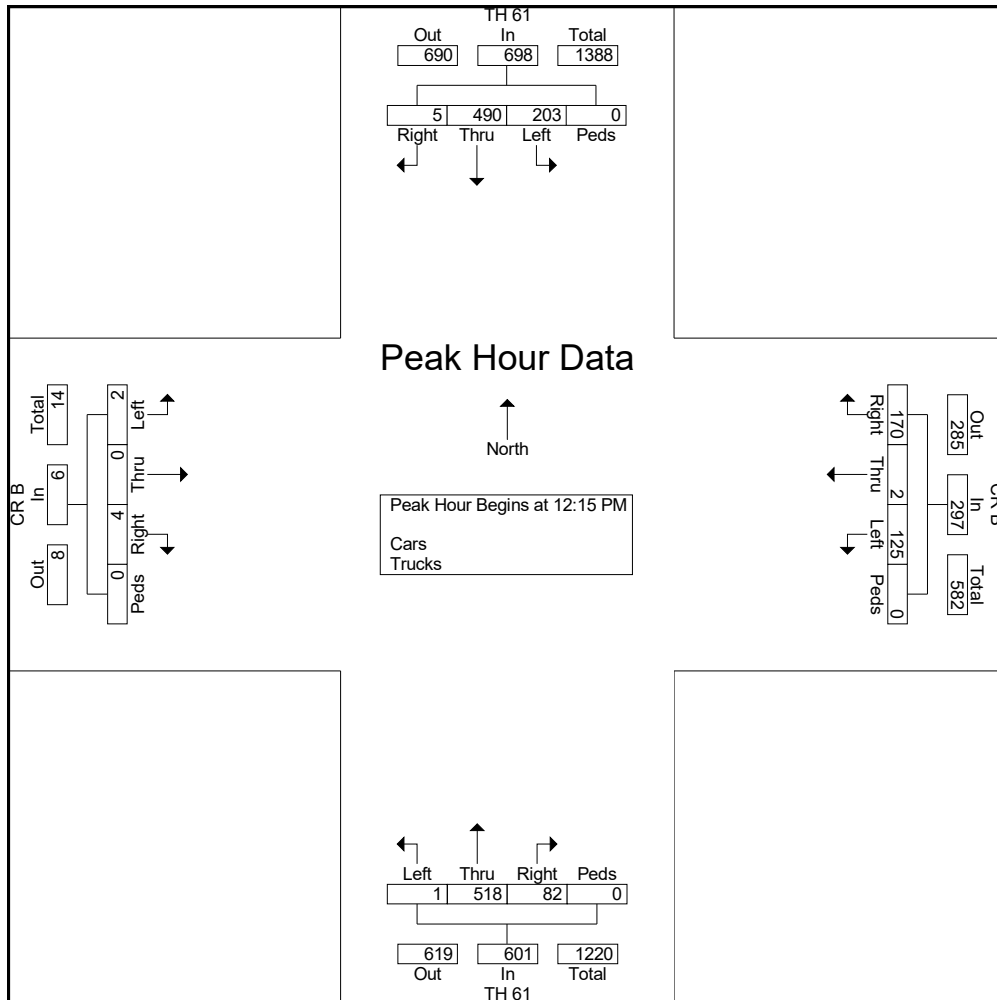 TH 61
Out In Total
690 698 1388
5 490 203 0
Right Thru Left Peds
Peak Hour Data
North
Peak Hour Begins at 12:15 PM
Cars
Trucks
CR B
Total In Out
14 6 8
2 0 4 0
Left Thru Right Peds
Right Thru Left Peds
170 2 125 0
285 297 582
Out In Total
CR B
Left Thru Right Peds
1 518 82 0
619 601 1220
Out In Total
TH 61